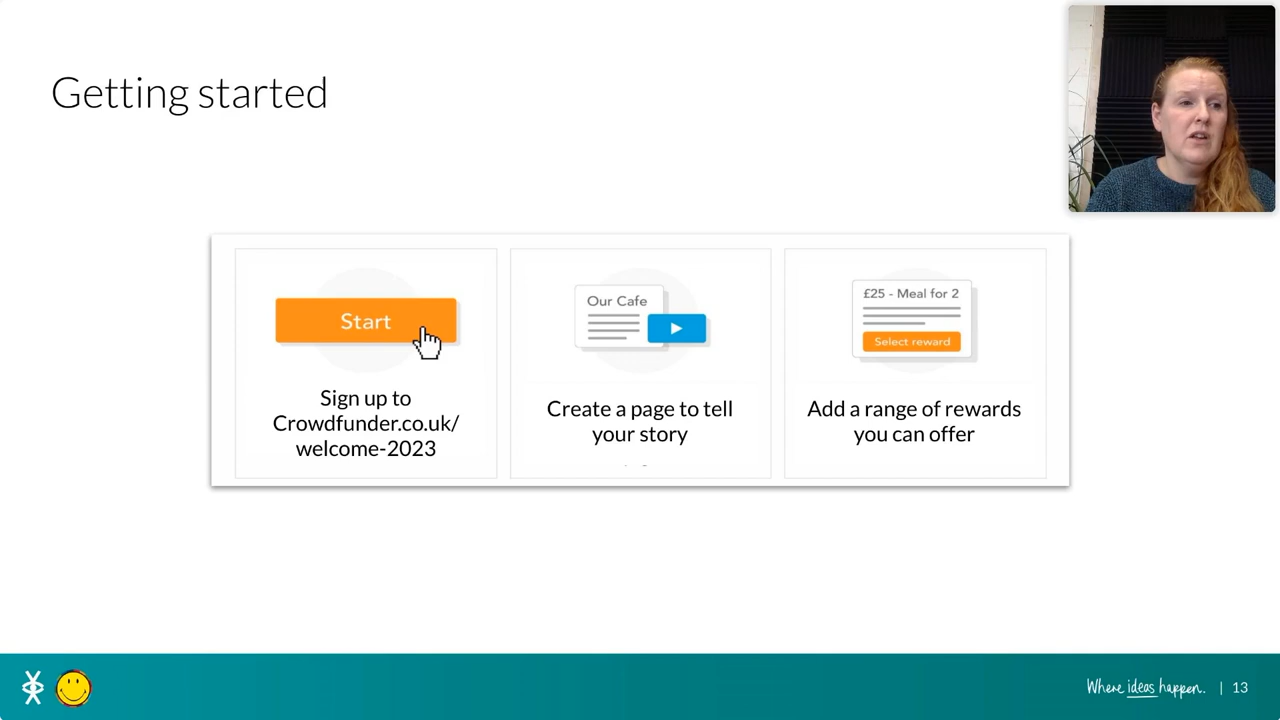 Getting started
Start
Sign up to
Crowdfunder.co.uk/
welcome-2023
Our Cafe
Create a page to tell
your story
£25 - Meal for 2
Select reward
Add a range of rewards
you can offer
Where ideas happen. | 13